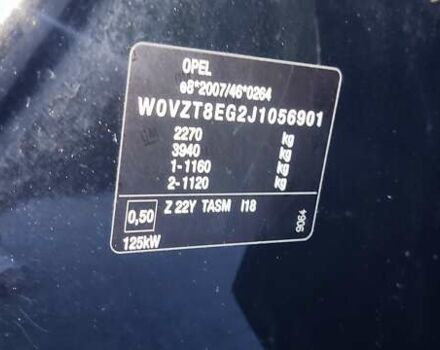 OPEL
e8*2007/46*0264
W0VZT8EG2J1056901
2270 kg
3940 kg
1-1160 kg
2-1120 kg
0,50 Z 22Y TASM I18
125kW
9064